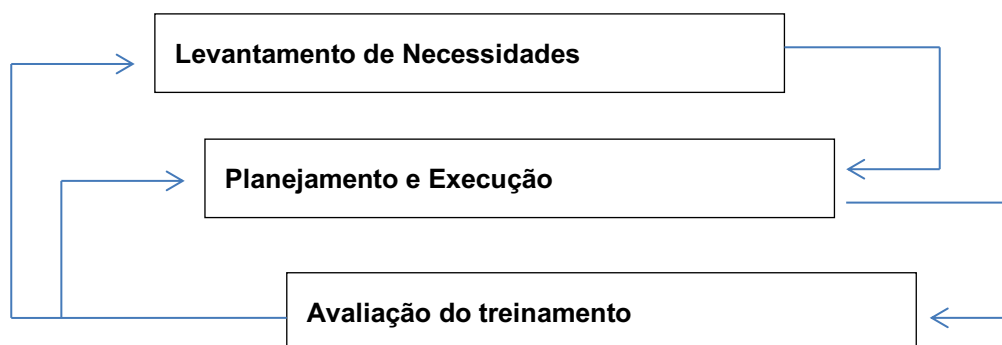 Levantamento de Necessidades
Planejamento e Execução
Avaliação do treinamento